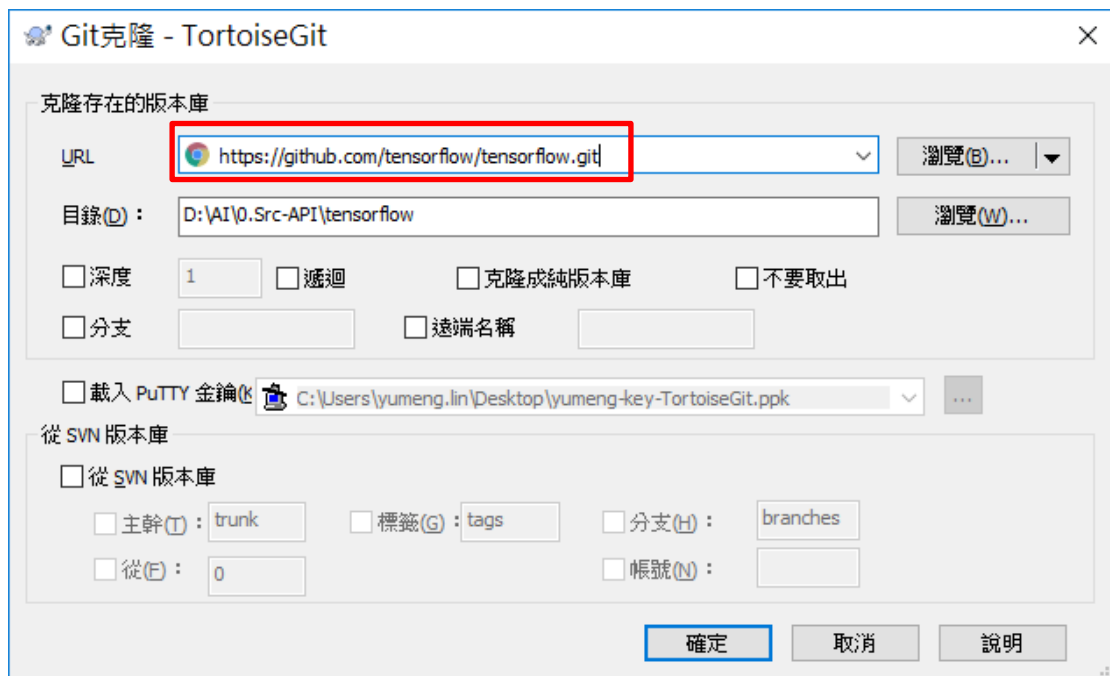 Git克隆 - TortoiseGit
克隆存在的版本庫
URL https://github.com/tensorflow/tensorflow.git 瀏覽(B)...
目錄(D)： D:\AI\0.Src-API\tensorflow 瀏覽(W)...
深度 1 遞迴 克隆成純版本庫 不要取出
分支 遠端名稱
載入 PuTTY 金鑰(K C:\Users\yumeng.lin\Desktop\yumeng-key-TortoiseGit.ppk ...
從 SVN 版本庫
從 SVN 版本庫
主幹(T)： trunk 標籤(G)： tags 分支(H)： branches
從(F)： 0 帳號(N)：
確定 取消 說明